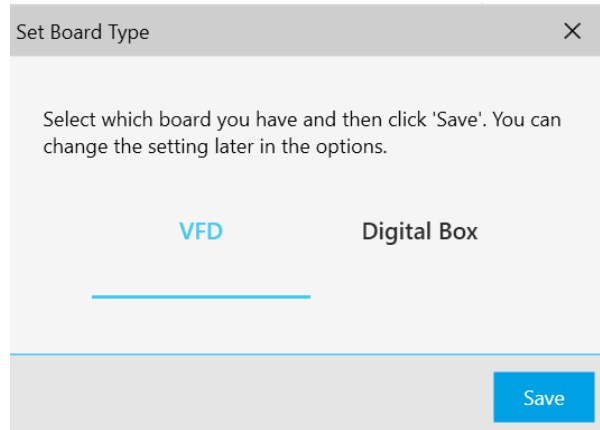 Set Board Type
Select which board you have and then click 'Save'. You can
change the setting later in the options.
VFD Digital Box
Save